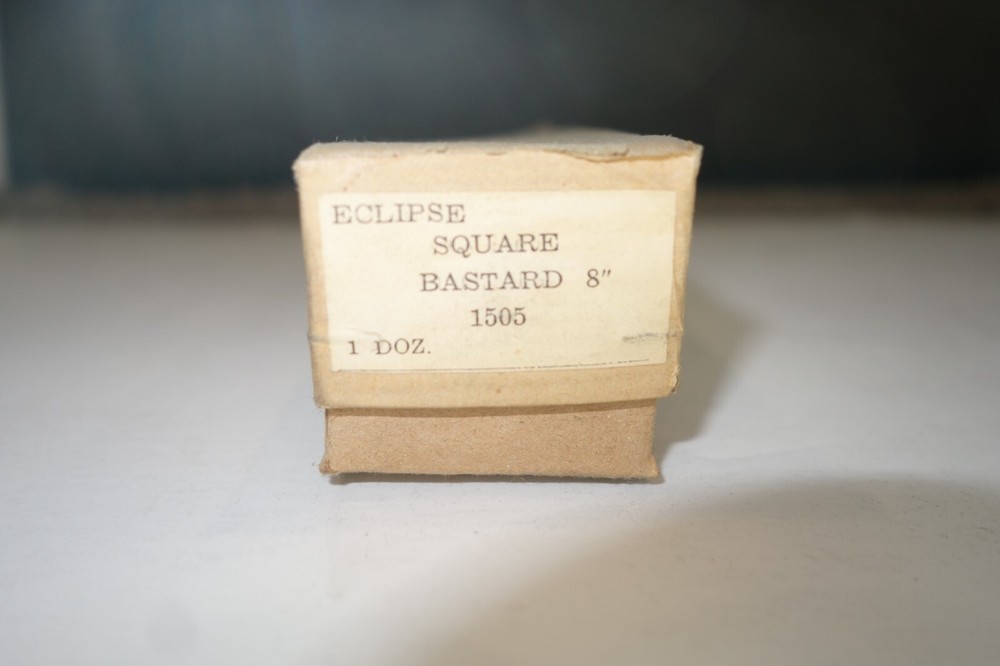 ECLIPSE
SQUARE
BASTARD 8"
1505
1 DOZ.